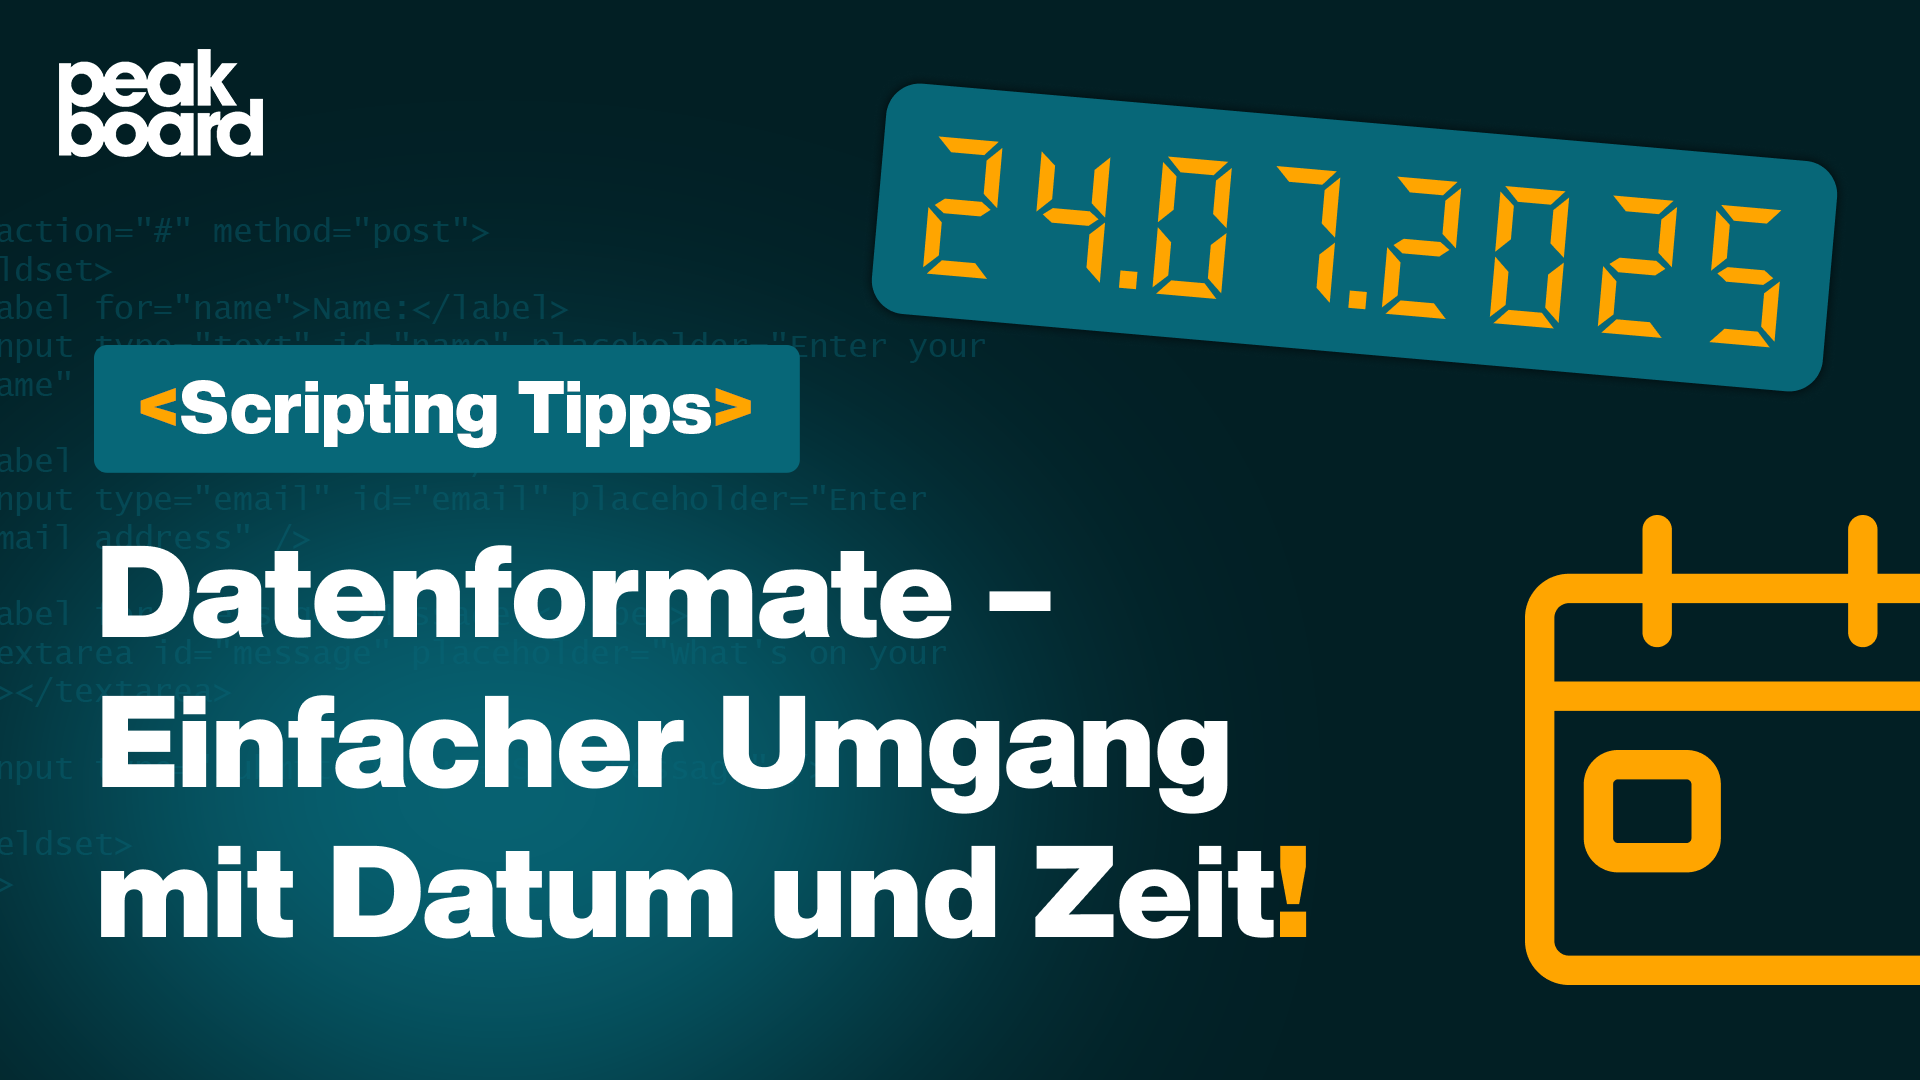 peak
board
24.07.2025
action="#" method="post">
ldset>
abel for="name">Name:</label>
nput type="text" id="name" placeholder="Enter your
ame"
<Scripting Tipps>
abel
nput type="email" id="email" placeholder="Enter
mail address" />
Datenformate –
abel
extarea id="message" placeholder="What's on your
></textarea>
Einfacher Umgang
nput
eldset>
>
mit Datum und Zeit!